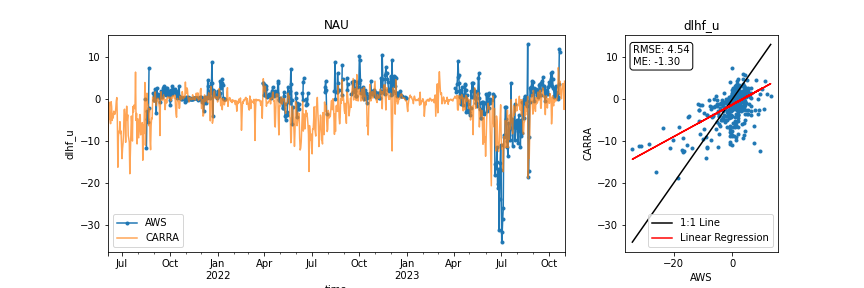 NAU
dlhf_u
10
0
−10
−20
−30
dlhf_u
AWS
CARRA
Jul
Oct
Jan
2022
Apr
Jul
Oct
Jan
2023
Apr
Jul
Oct
time
dlhf_u
RMSE: 4.54
ME: -1.30
10
0
−10
−20
−30
CARRA
1:1 Line
Linear Regression
−20
0
AWS